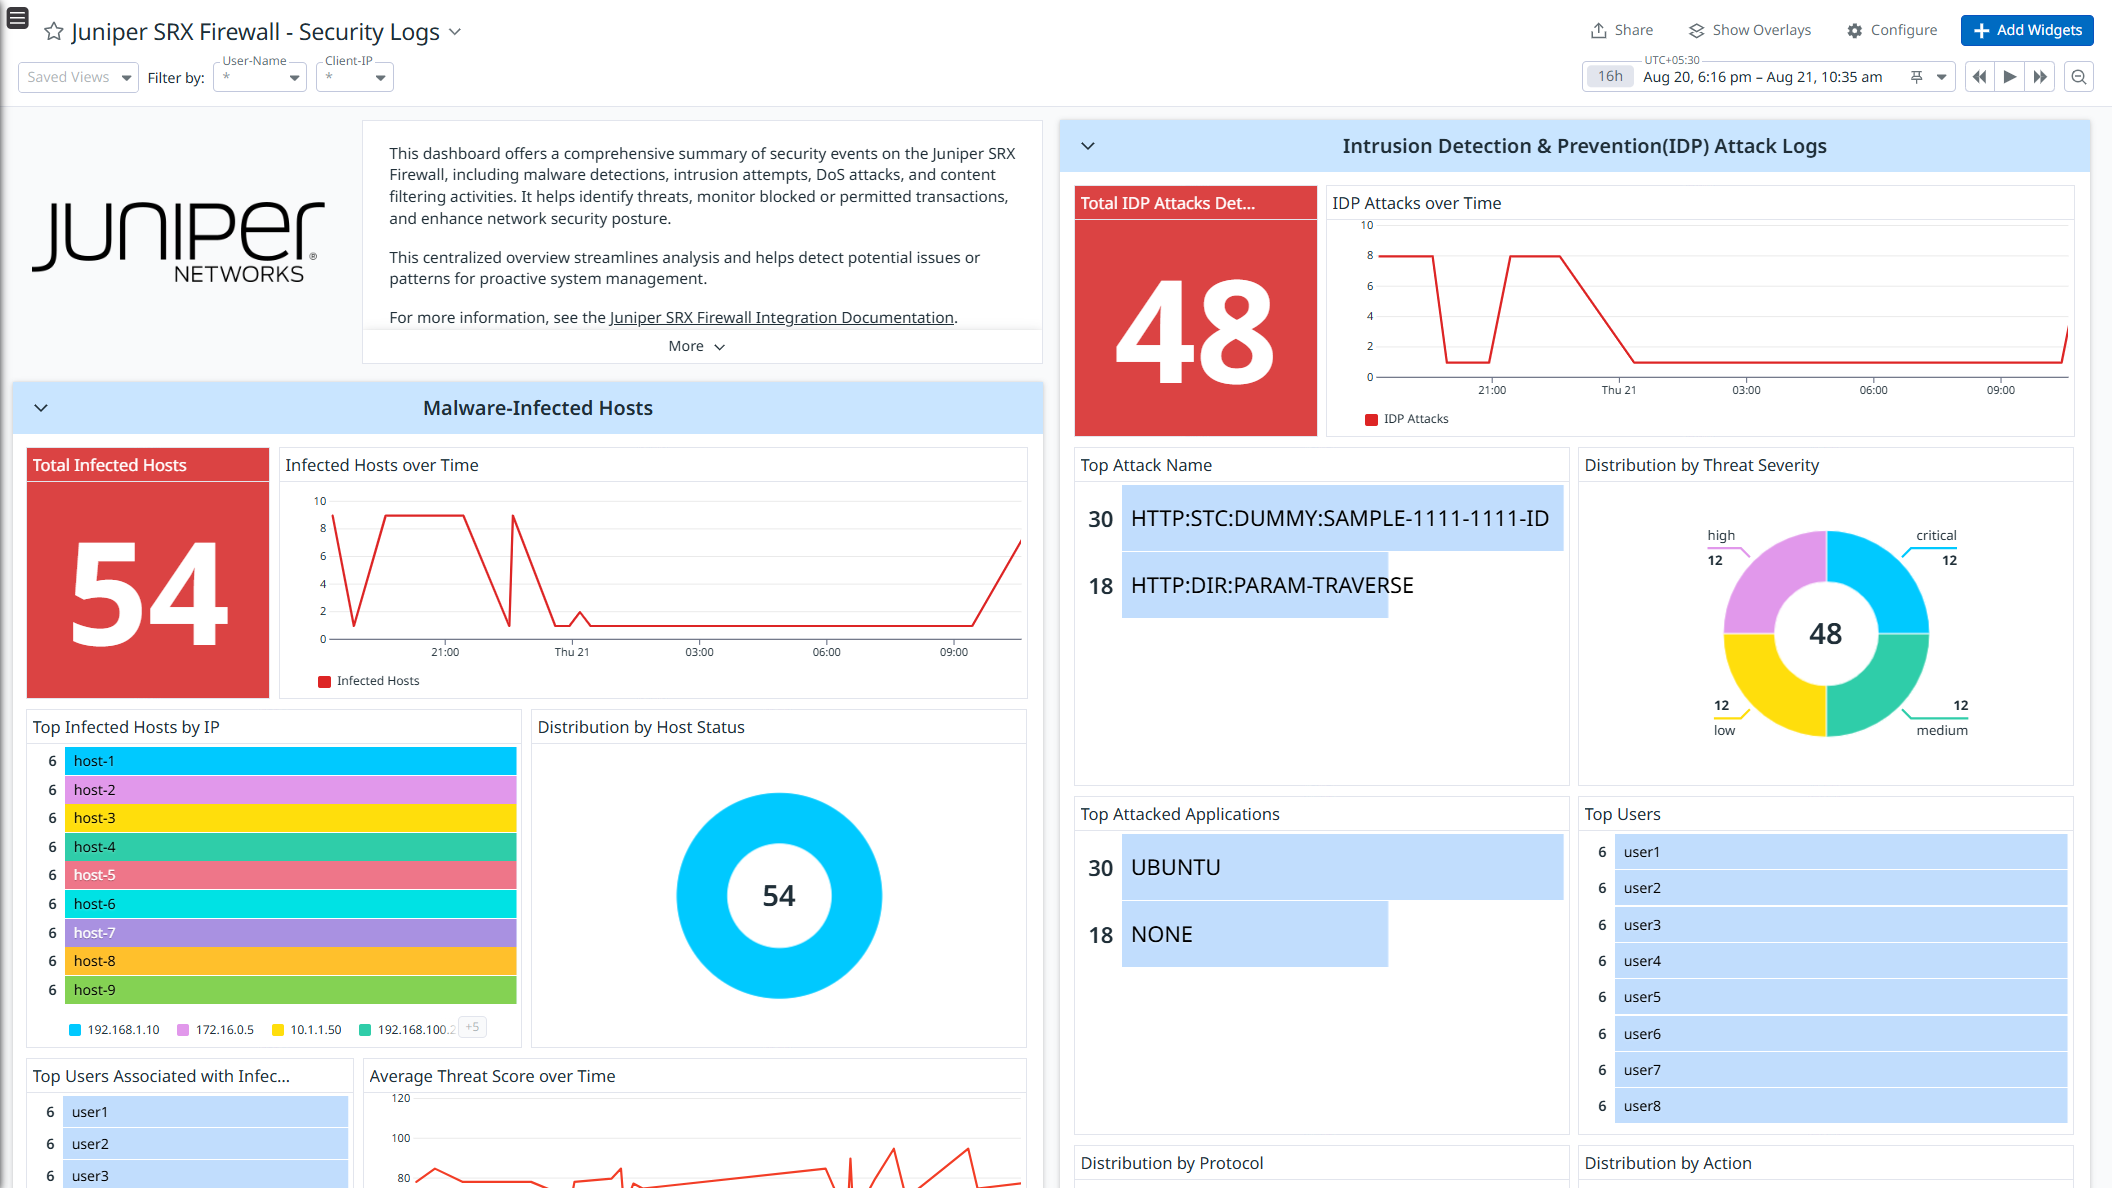 Juniper SRX Firewall - Security Logs
Share
Show Overlays
Configure
Add Widgets
Saved Views
Filter by:
User-Name
*
Client-IP
*
UTC+05:30
16h
Aug 20, 6:16 pm – Aug 21, 10:35 am
JUNIPER
NETWORKS
®
This dashboard offers a comprehensive summary of security events on the Juniper SRX
Firewall, including malware detections, intrusion attempts, DoS attacks, and content
filtering activities. It helps identify threats, monitor blocked or permitted transactions,
and enhance network security posture.
This centralized overview streamlines analysis and helps detect potential issues or
patterns for proactive system management.
For more information, see the Juniper SRX Firewall Integration Documentation.
More
Malware-Infected Hosts
Total Infected Hosts
54
Infected Hosts over Time
10
8
6
4
2
0
21:00
Thu 21
03:00
06:00
09:00
Infected Hosts
Top Infected Hosts by IP
6 host-1
6 host-2
6 host-3
6 host-4
6 host-5
6 host-6
6 host-7
6 host-8
6 host-9
192.168.1.10
172.16.0.5
10.1.1.50
192.168.100.2
+5
Distribution by Host Status
54
Top Users Associated with Infec...
6 user1
6 user2
6 user3
Average Threat Score over Time
120
100
80
Intrusion Detection & Prevention(IDP) Attack Logs
Total IDP Attacks Det...
48
IDP Attacks over Time
10
8
6
4
2
0
21:00
Thu 21
03:00
06:00
09:00
IDP Attacks
Top Attack Name
30 HTTP:STC:DUMMY:SAMPLE-1111-1111-ID
18 HTTP:DIR:PARAM-TRAVERSE
Distribution by Threat Severity
high
12
critical
12
48
12
low
12
medium
Top Attacked Applications
30 UBUNTU
18 NONE
Top Users
6 user1
6 user2
6 user3
6 user4
6 user5
6 user6
6 user7
6 user8
Distribution by Protocol
Distribution by Action